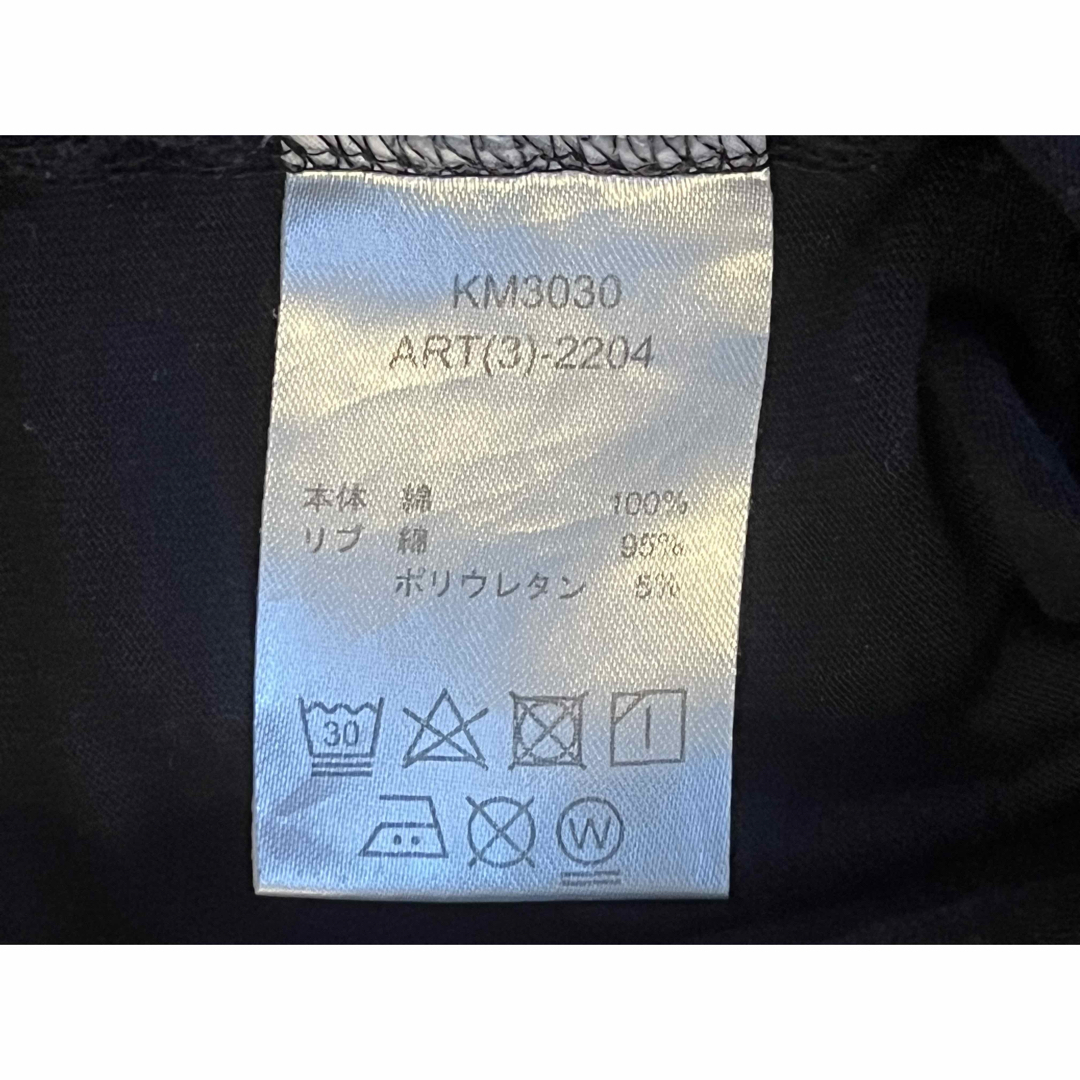 KM3030
ART(3)-2204
本体 綿 100%
リブ 綿 95%
ポリウレタン 5%
30
W